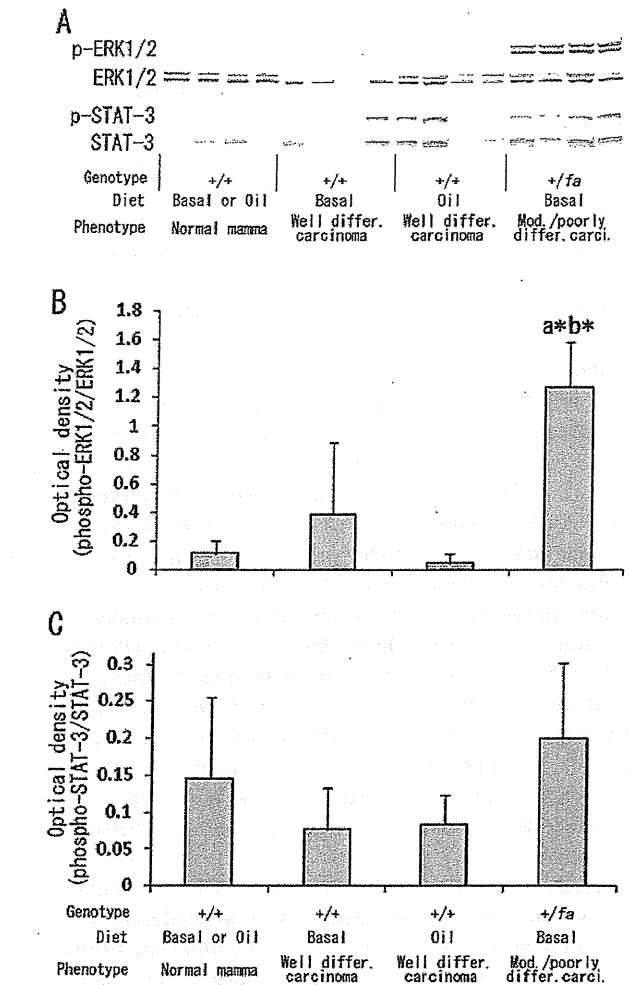 A
p-ERK1/2
ERK1/2
p-STAT-3
STAT-3
Genotype +/+ +/+ +/+ +/fa
Diet Basal or Oil Basal Oil Basal
Phenotype Normal mamma Well differ. carcinoma Well differ. carcinoma Mod./poorly differ. carci.
B
Optical density
(phospho-ERK1/2/ERK1/2)
1.8
1.6
1.4
1.2
1
0.8
0.6
0.4
0.2
0
a*b*
C
Optical density
(phospho-STAT-3/STAT-3)
0.3
0.25
0.2
0.15
0.1
0.05
0
Genotype +/+ +/+ +/+ +/fa
Diet Basal or Oil Basal Oil Basal
Phenotype Normal mamma Well differ. carcinoma Well differ. carcinoma Mod./poorly differ. carci.